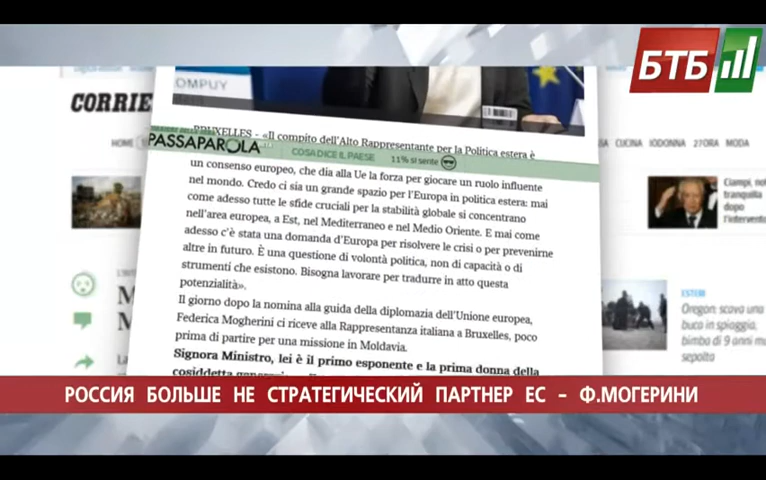 БТБ
OMPUY
CORRIE
BRUXELLES - «Il compito dell'Alto Rappresentante per la Politica estera è
PASSAPAROLA
COSA DICE IL PAESE
11% si sente
un consenso europeo, che dia alla Ue la forza per giocare un ruolo influente
nel mondo. Credo ci sia un grande spazio per l'Europa in politica estera: mai
come adesso tutte le sfide cruciali per la stabilità globale si concentrano
nell'area europea, a Est, nel Mediterraneo e nel Medio Oriente. E mai come
adesso c'è stata una domanda d'Europa per risolvere le crisi o per prevenirne
altre in futuro. È una questione di volontà politica, non di capacità o di
strumenti che esistono. Bisogna lavorare per tradurre in atto questa
potenzialità».
Il giorno dopo la nomina alla guida della diplomazia dell'Unione europea,
Federica Mogherini ci riceve alla Rappresentanza italiana a Bruxelles, poco
prima di partire per una missione in Moldavia.
Signora Ministro, lei è il primo esponente e la prima donna della
cosiddetta
HOME
CUCINA IODONNA 27ORA MODA
Ciampi, no
tranquilla
dopo
l'intervento
ESTERI
Oregon: scava una
buca in spiaggia,
bimba di 9 anni
sepolta
M
M
La
РОССИЯ БОЛЬШЕ НЕ СТРАТЕГИЧЕСКИЙ ПАРТНЕР ЕС – Ф.МОГЕРИНИ